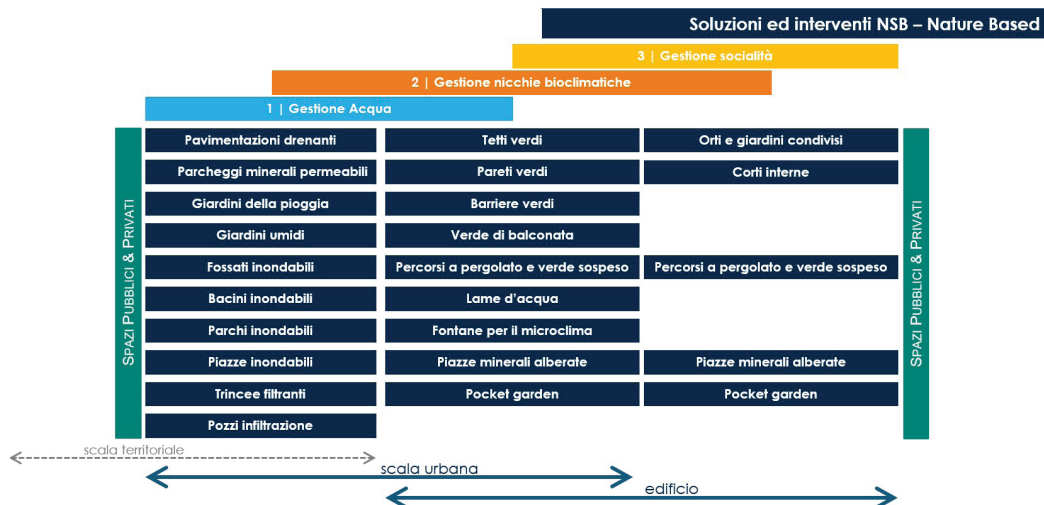 Soluzioni ed interventi NSB – Nature Based
3 | Gestione socialità
2 | Gestione nicchie bioclimatiche
1 | Gestione Acqua
SPAZI PUBBLICI & PRIVATI
Pavimentazioni drenanti
Parcheggi minerali permeabili
Giardini della pioggia
Giardini umidi
Fossati inondabili
Bacini inondabili
Parchi inondabili
Piazze inondabili
Trincee filtranti
Pozzi infiltrazione
Tetti verdi
Pareti verdi
Barriere verdi
Verde di balconata
Percorsi a pergolato e verde sospeso
Lame d'acqua
Fontane per il microclima
Piazze minerali alberate
Pocket garden
Orti e giardini condivisi
Corti interne
Percorsi a pergolato e verde sospeso
Piazze minerali alberate
Pocket garden
SPAZI PUBBLICI & PRIVATI
scala territoriale
scala urbana
edificio